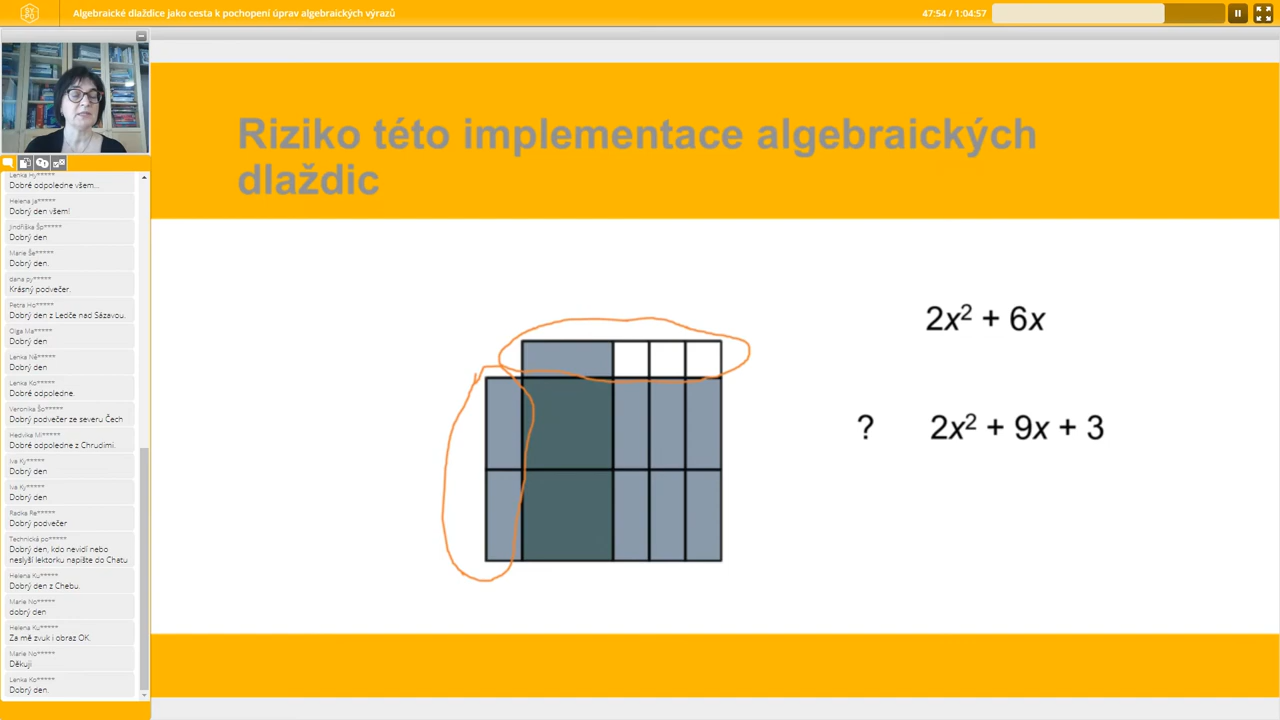 Algebraické dlaždice jako cesta k pochopení úprav algebraických výrazů
47:54 / 1:04:57
Lenka Hy*****
Dobré odpoledne všem...
Helena Ja*****
Dobrý den všem!
Jindřiška Šp*****
Dobrý den
Marie Še*****
Dobrý den.
dana py*****
Krásný podvečer.
Petra Ho*****
Dobrý den z Ledče nad Sázavou.
Olga Ma*****
Dobrý den
Lenka Ně*****
Dobrý den
Lenka Ko*****
Dobré odpoledne.
Veronika Šo*****
Dobrý podvečer ze severu Čech
Hedvika Mi*****
Dobré odpoledne z Chrudimi.
Iva Ky*****
Dobrý den
Iva Ky*****
Dobrý den
Radka Re*****
Dobrý podvečer
Technická po*****
Dobrý den, kdo nevidí nebo
neslyší lektorku napište do Chatu
Helena Ku*****
Dobrý den z Chebu.
Marie No*****
dobrý den
Helena Ku*****
Za mě zvuk i obraz OK.
Marie No*****
Děkuji
Lenka Ko*****
Dobrý den.
Riziko této implementace algebraických
dlaždic
2x² + 6x
? 2x² + 9x + 3